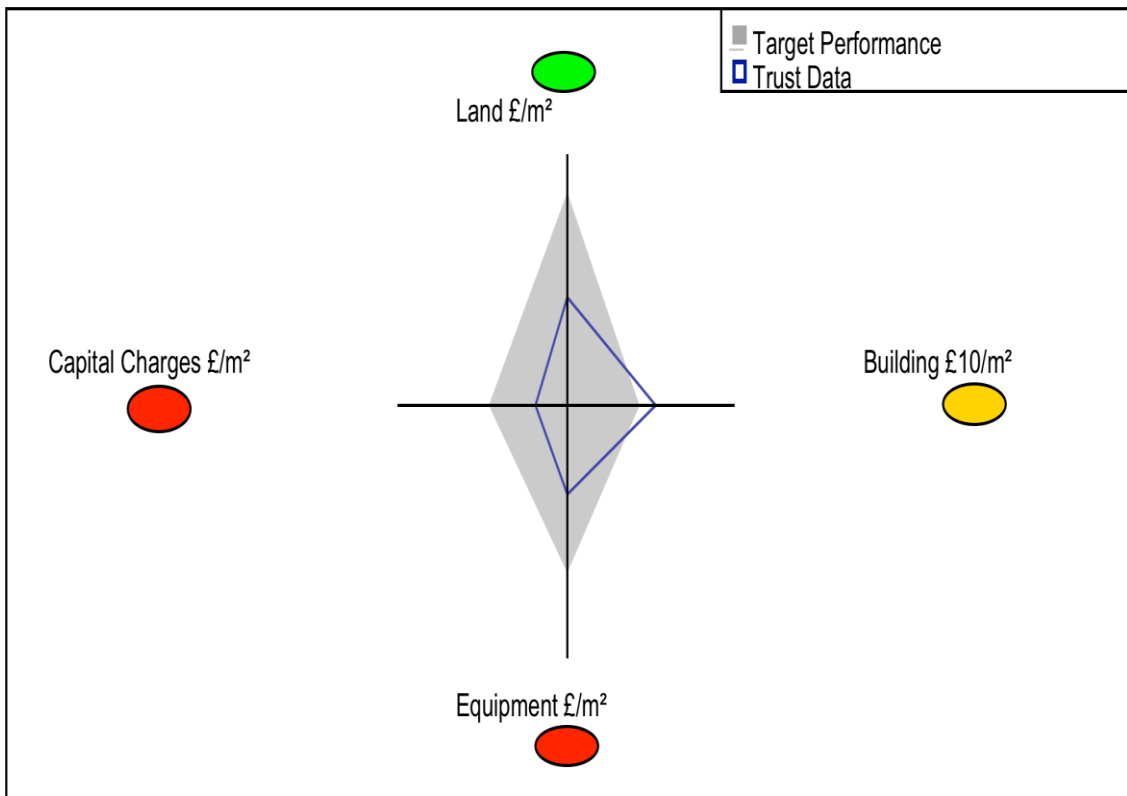 Target Performance
Trust Data
Land £/m²
Capital Charges £/m²
Building £10/m²
Equipment £/m²